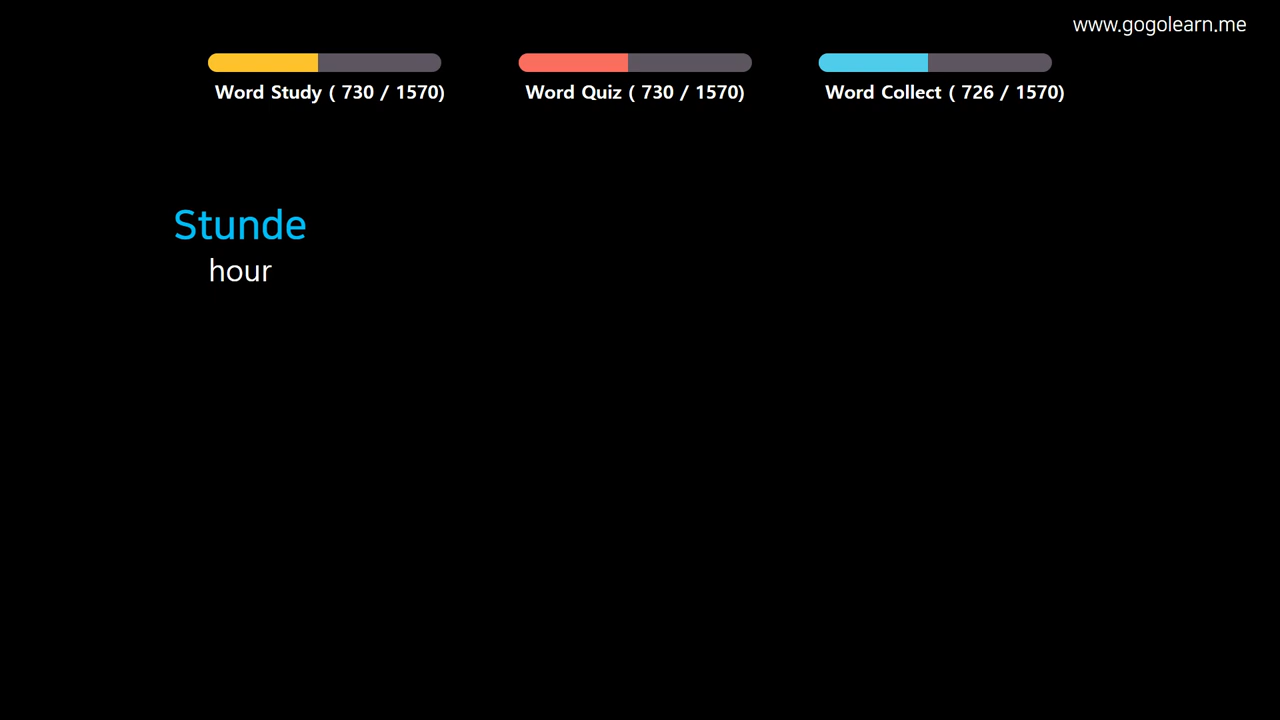 www.gogolearn.me
Word Study ( 730 / 1570)
Word Quiz ( 730 / 1570)
Word Collect ( 726 / 1570)
Stunde
hour